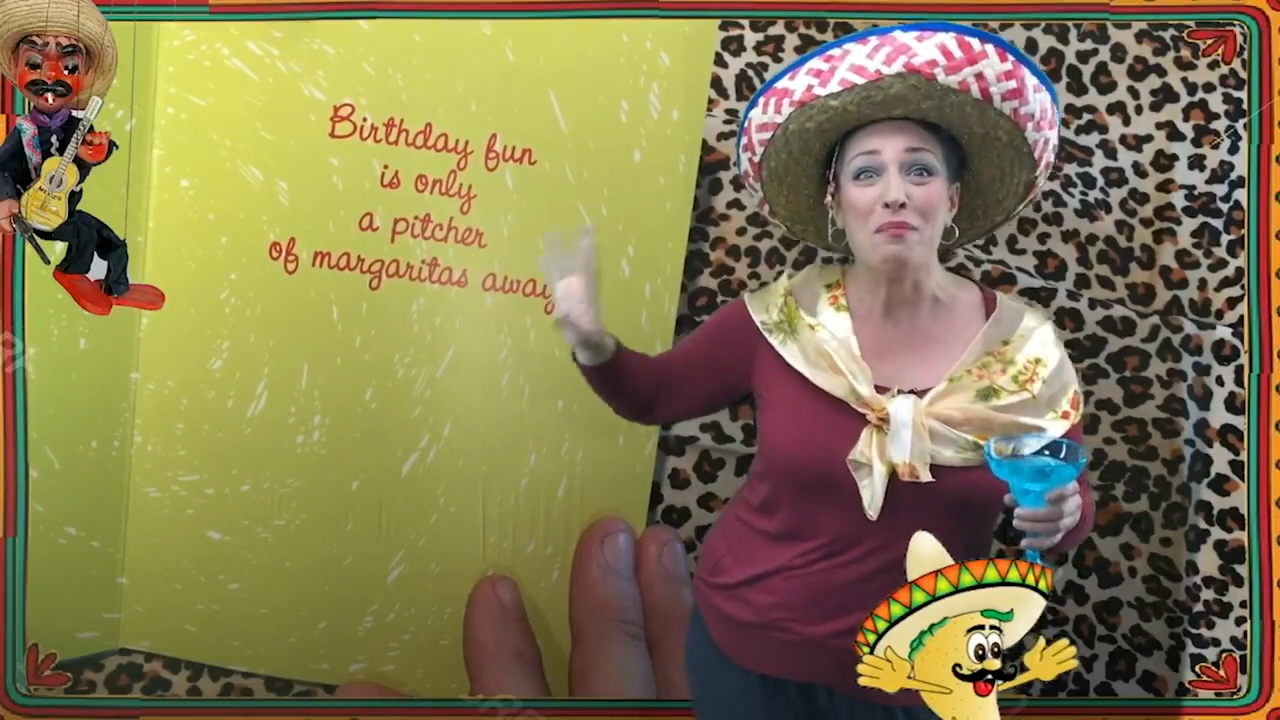 Birthday fun
is only
a pitcher
of margaritas away